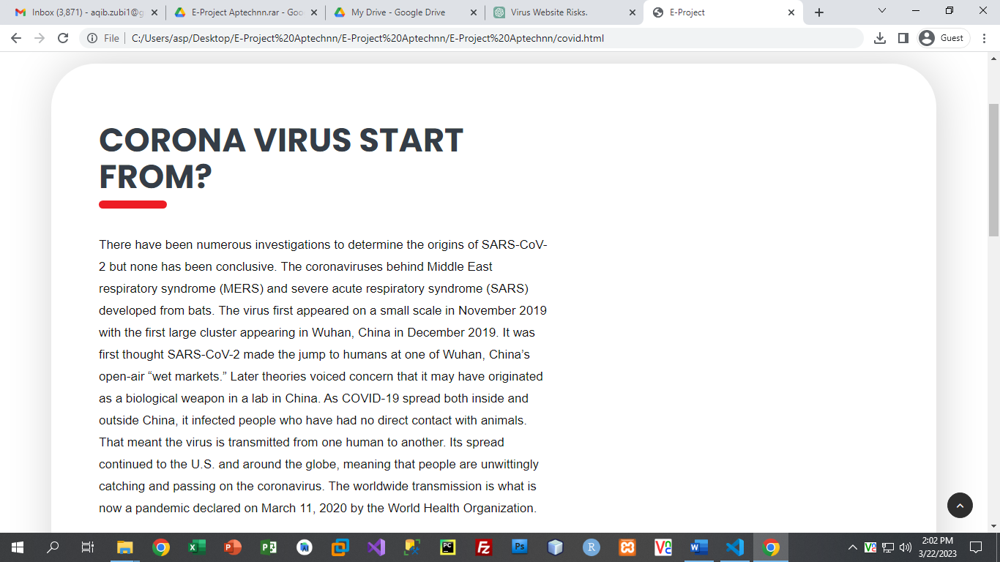 Inbox (3,871) - aqib.zubi1@g
E-Project Aptechnn.rar - Goo
My Drive - Google Drive
Virus Website Risks.
E-Project
File
C:/Users/asp/Desktop/E-Project%20Aptechnn/E-Project%20Aptechnn/E-Project%20Aptechnn/covid.html
Guest
CORONA VIRUS START
FROM?
There have been numerous investigations to determine the origins of SARS-CoV-
2 but none has been conclusive. The coronaviruses behind Middle East
respiratory syndrome (MERS) and severe acute respiratory syndrome (SARS)
developed from bats. The virus first appeared on a small scale in November 2019
with the first large cluster appearing in Wuhan, China in December 2019. It was
first thought SARS-CoV-2 made the jump to humans at one of Wuhan, China’s
open-air “wet markets.” Later theories voiced concern that it may have originated
as a biological weapon in a lab in China. As COVID-19 spread both inside and
outside China, it infected people who have had no direct contact with animals.
That meant the virus is transmitted from one human to another. Its spread
continued to the U.S. and around the globe, meaning that people are unwittingly
catching and passing on the coronavirus. The worldwide transmission is what is
now a pandemic declared on March 11, 2020 by the World Health Organization.
2:02 PM
3/22/2023